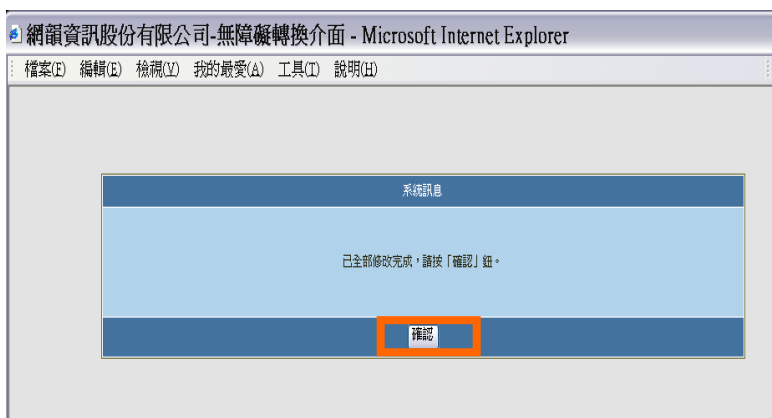 網韻資訊股份有限公司-無障礙轉換介面 - Microsoft Internet Explorer
檔案(F) 編輯(E) 檢視(V) 我的最愛(A) 工具(T) 說明(H)
系統訊息
已全部修改完成，請按「確認」鈕。
確認